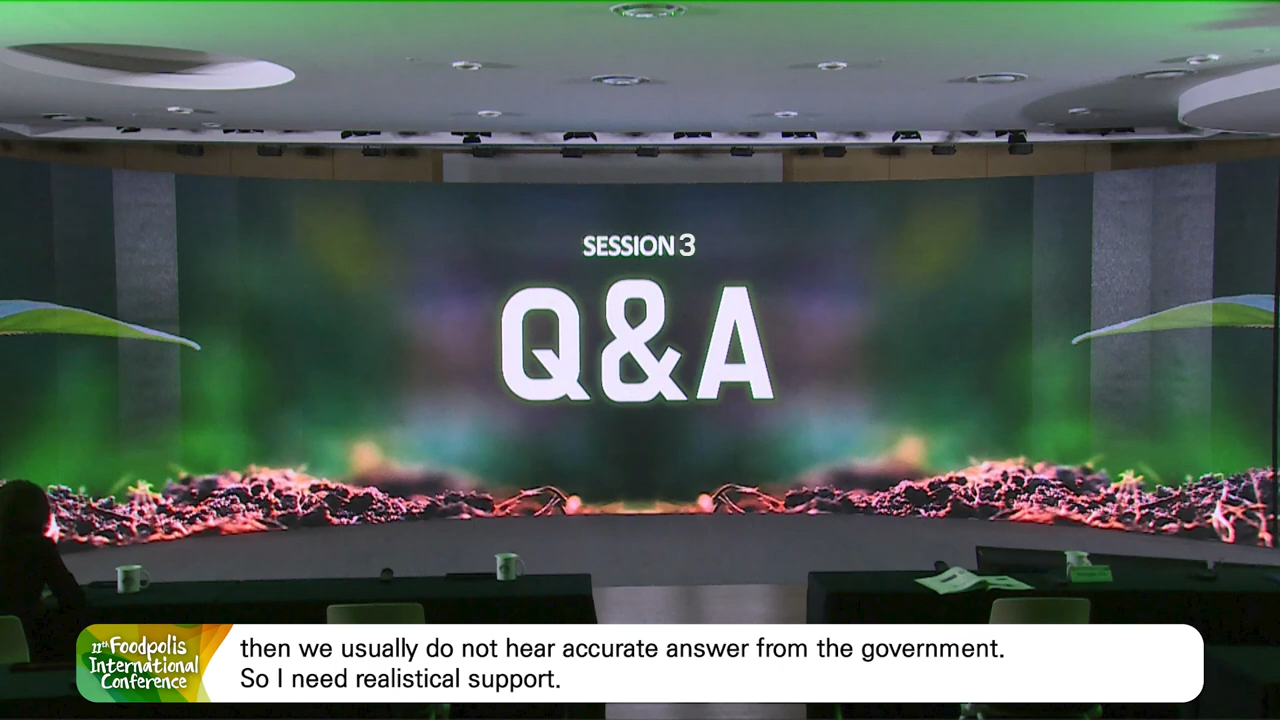 SESSION 3
Q&A
11th Foodpolis
International
Conference
then we usually do not hear accurate answer from the government.
So I need realistical support.